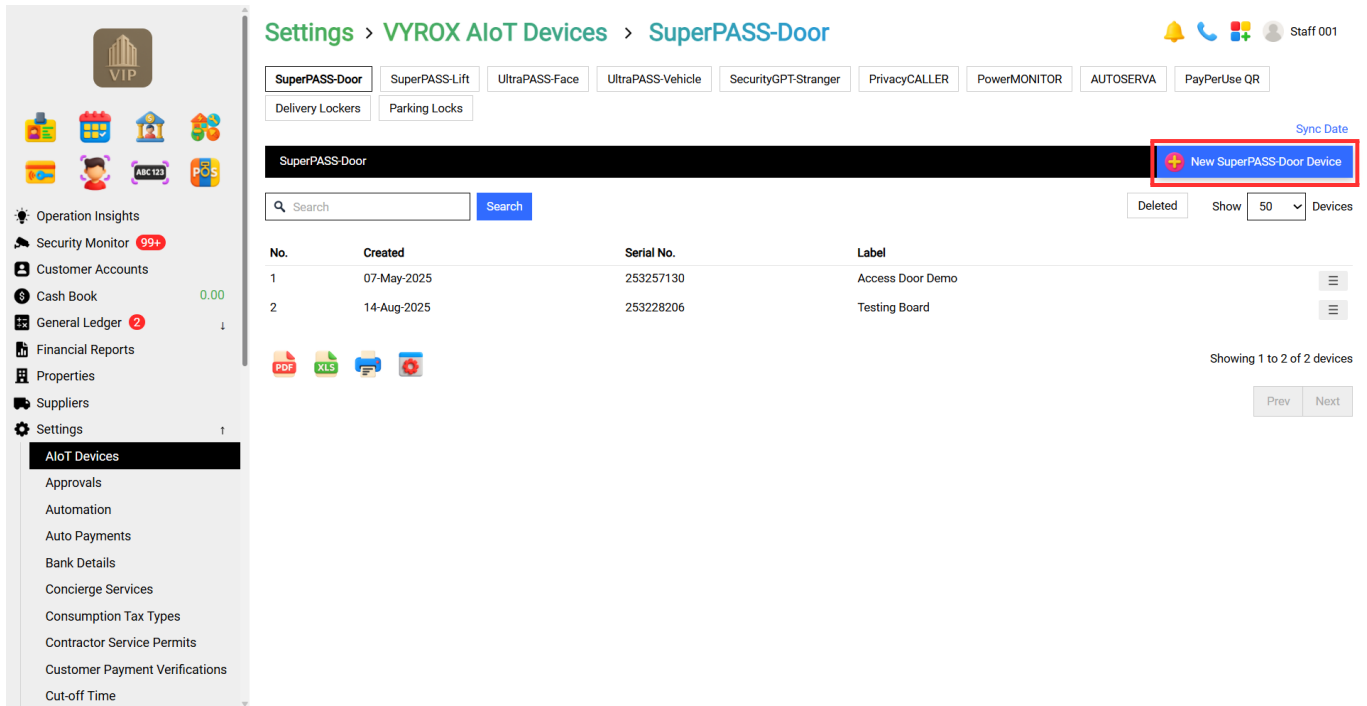 VIP
ABC 123
POS
Operation Insights
Security Monitor 99+
Customer Accounts
Cash Book 0.00
General Ledger 2 ↓
Financial Reports
Properties
Suppliers
Settings ↑
AIoT Devices
Approvals
Automation
Auto Payments
Bank Details
Concierge Services
Consumption Tax Types
Contractor Service Permits
Customer Payment Verifications
Cut-off Time
Settings > VYROX AIoT Devices > SuperPASS-Door
Staff 001
SuperPASS-Door SuperPASS-Lift UltraPASS-Face UltraPASS-Vehicle SecurityGPT-Stranger PrivacyCALLER PowerMONITOR AUTOSERVA PayPerUse QR
Delivery Lockers Parking Locks
Sync Date
SuperPASS-Door New SuperPASS-Door Device
Search Search Deleted Show 50 Devices
No. Created Serial No. Label
1 07-May-2025 253257130 Access Door Demo
2 14-Aug-2025 253228206 Testing Board
PDF XLS
Showing 1 to 2 of 2 devices
Prev Next